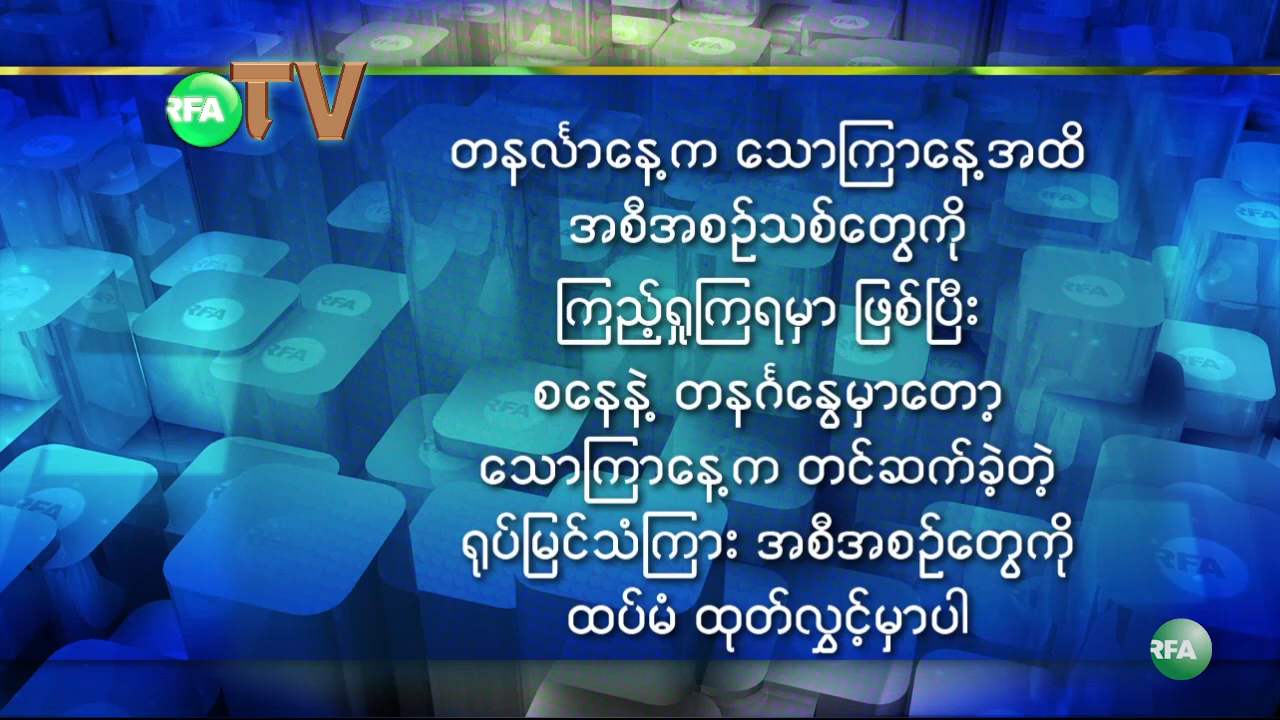 RFA TV
တနင်္လာနေ့က သောကြာနေ့အထိ
အစီအစဉ်သစ်တွေကို
ကြည့်ရှုကြရမှာ ဖြစ်ပြီး
စနေနဲ့ တနင်္ဂနွေမှာတော့
သောကြာနေ့က တင်ဆက်ခဲ့တဲ့
ရုပ်မြင်သံကြား အစီအစဉ်တွေကို
ထပ်မံ ထုတ်လွှင့်မှာပါ
RFA